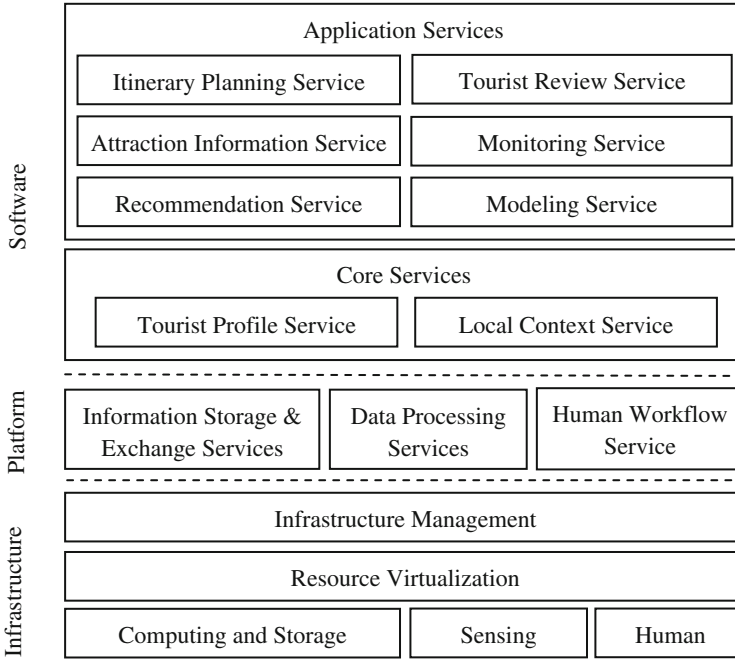 Application Services
Itinerary Planning Service
Tourist Review Service
Attraction Information Service
Monitoring Service
Recommendation Service
Modeling Service
Software
Core Services
Tourist Profile Service
Local Context Service
Platform
Information Storage &
Exchange Services
Data Processing
Services
Human Workflow
Service
Infrastructure
Infrastructure Management
Resource Virtualization
Computing and Storage
Sensing
Human